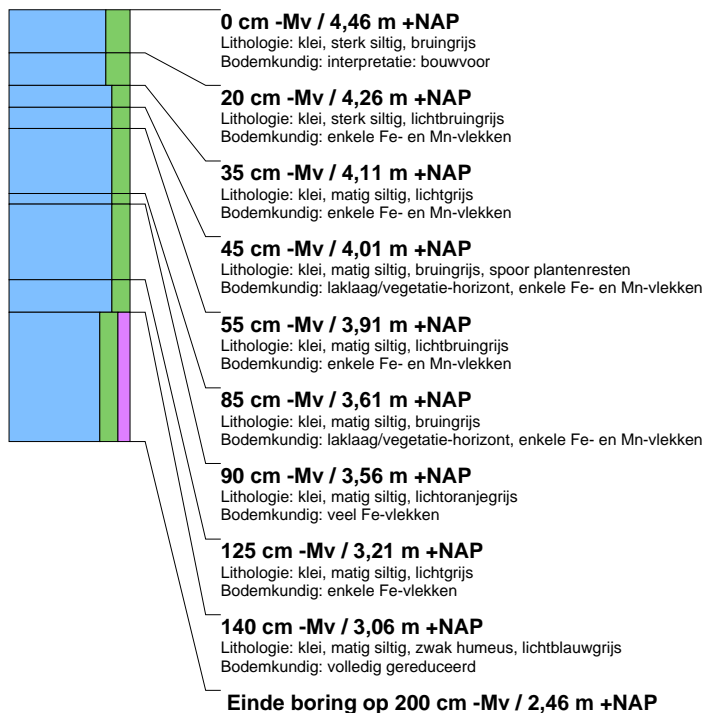 0 cm -Mv / 4,46 m +NAP
Lithologie: klei, sterk siltig, bruingrijs
Bodemkundig: interpretatie: bouwvoor
20 cm -Mv / 4,26 m +NAP
Lithologie: klei, sterk siltig, lichtbruingrijs
Bodemkundig: enkele Fe- en Mn-vlekken
35 cm -Mv / 4,11 m +NAP
Lithologie: klei, matig siltig, lichtgrijs
Bodemkundig: enkele Fe- en Mn-vlekken
45 cm -Mv / 4,01 m +NAP
Lithologie: klei, matig siltig, bruingrijs, spoor plantenresten
Bodemkundig: laklaag/vegetatie-horizont, enkele Fe- en Mn-vlekken
55 cm -Mv / 3,91 m +NAP
Lithologie: klei, matig siltig, lichtbruingrijs
Bodemkundig: enkele Fe- en Mn-vlekken
85 cm -Mv / 3,61 m +NAP
Lithologie: klei, matig siltig, bruingrijs
Bodemkundig: laklaag/vegetatie-horizont, enkele Fe- en Mn-vlekken
90 cm -Mv / 3,56 m +NAP
Lithologie: klei, matig siltig, lichtoranjegrijs
Bodemkundig: veel Fe-vlekken
125 cm -Mv / 3,21 m +NAP
Lithologie: klei, matig siltig, lichtgrijs
Bodemkundig: enkele Fe-vlekken
140 cm -Mv / 3,06 m +NAP
Lithologie: klei, matig siltig, zwak humeus, lichtblauwgrijs
Bodemkundig: volledig gereduceerd
Einde boring op 200 cm -Mv / 2,46 m +NAP